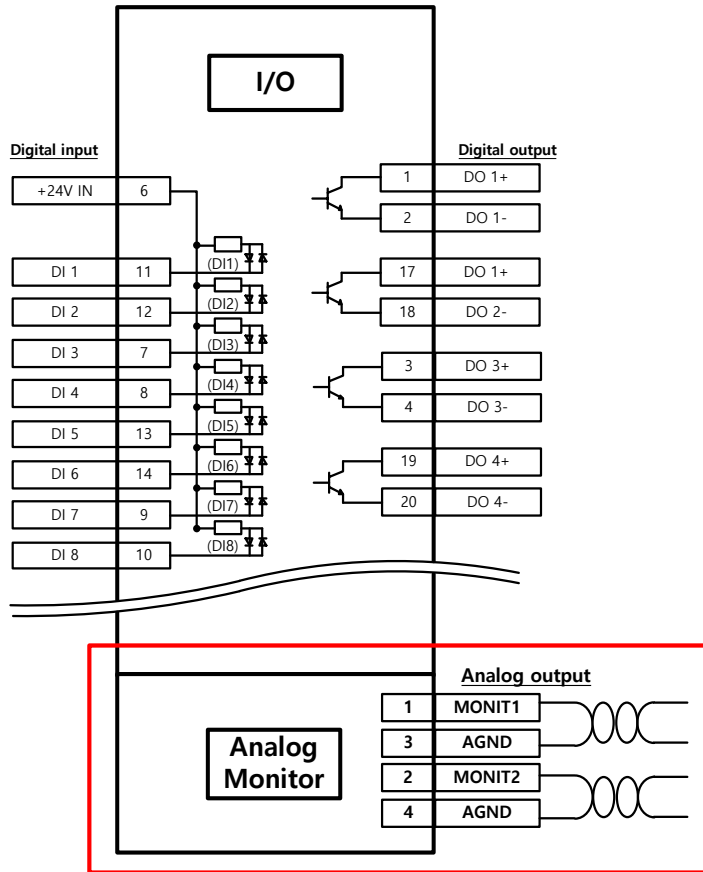 I/O
Digital input
Digital output
+24V IN 6
1 DO 1+
2 DO 1-
(DI1)
DI 1 11
17 DO 1+
(DI2)
DI 2 12
18 DO 2-
(DI3)
DI 3 7
3 DO 3+
(DI4)
DI 4 8
4 DO 3-
(DI5)
DI 5 13
19 DO 4+
(DI6)
DI 6 14
20 DO 4-
(DI7)
DI 7 9
(DI8)
DI 8 10
Analog output
1 MONIT1
Analog
Monitor
3 AGND
2 MONIT2
4 AGND